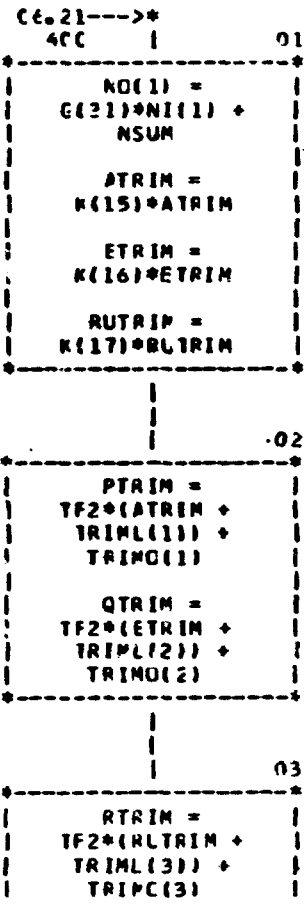 C6.21--->*
400 | 01
NO(1) =
G(31)*NI(1) +
NSUM
ATRIM =
K(15)*ATRIM
ETRIM =
K(16)*ETRIM
RUTRIM =
K(17)*RUTRIM
.02
PTRIM =
TF2*(ATRIM +
TRIML(1)) +
TRIMO(1)
QTRIM =
TF2*(ETRIM +
TRIML(2)) +
TRIMO(2)
03
RTRIM =
TF2*(RUTRIM +
TRIML(3)) +
TRIMO(3)